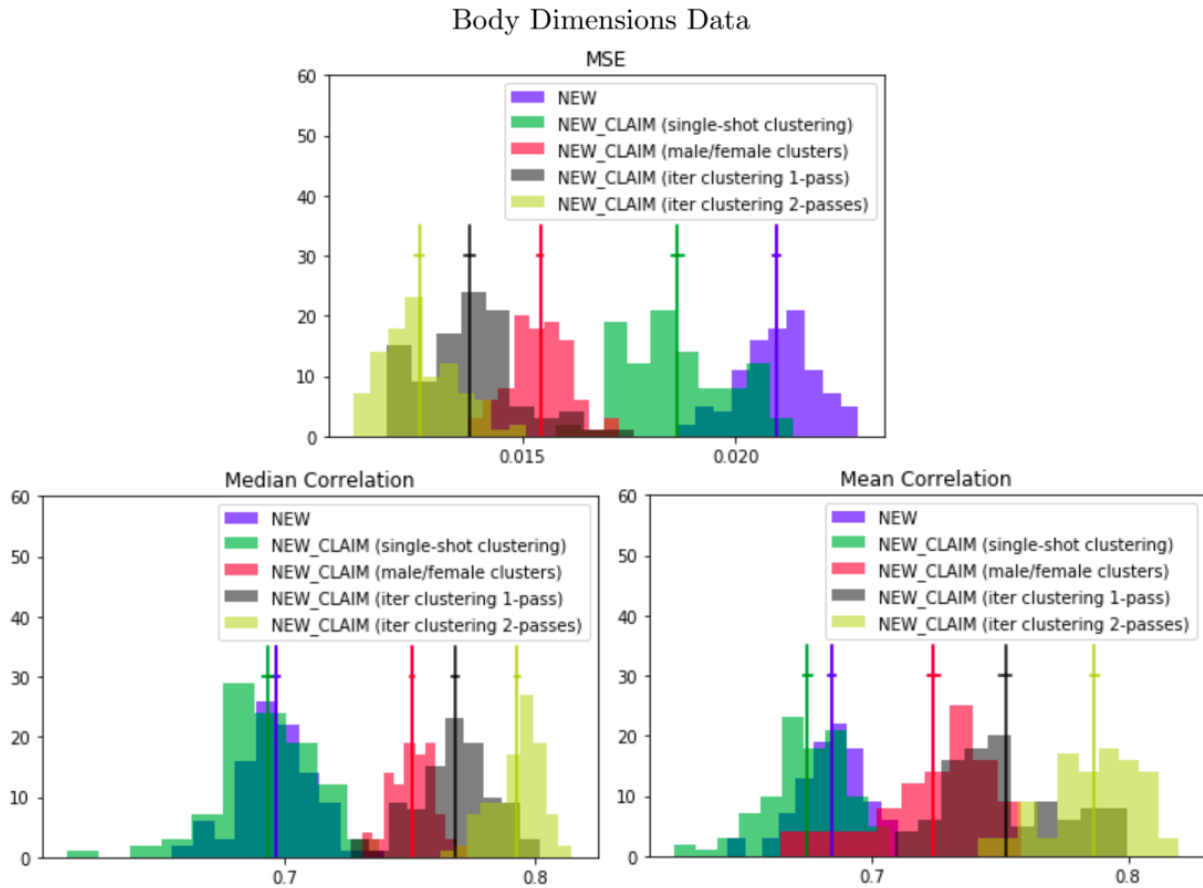 Body Dimensions Data
MSE
60
50
40
30
20
10
0
NEW
NEW_CLAIM (single-shot clustering)
NEW_CLAIM (male/female clusters)
NEW_CLAIM (iter clustering 1-pass)
NEW_CLAIM (iter clustering 2-passes)
0.015 0.020
Median Correlation
60
50
40
30
20
10
0
NEW
NEW_CLAIM (single-shot clustering)
NEW_CLAIM (male/female clusters)
NEW_CLAIM (iter clustering 1-pass)
NEW_CLAIM (iter clustering 2-passes)
0.7 0.8
Mean Correlation
60
50
40
30
20
10
0
NEW
NEW_CLAIM (single-shot clustering)
NEW_CLAIM (male/female clusters)
NEW_CLAIM (iter clustering 1-pass)
NEW_CLAIM (iter clustering 2-passes)
0.7 0.8